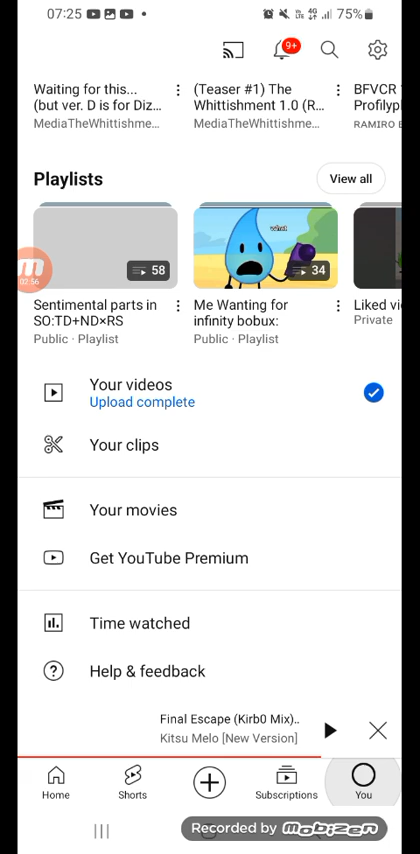 07:25
75%
9+
Waiting for this...
(but ver. D is for Diz...
MediaTheWhittishme...
(Teaser #1) The
Whittishment 1.0 (R...
MediaTheWhittishme...
BFVCR
Profilyp
RAMIRO
Playlists
View all
58
34
02:56
Sentimental parts in
SO:TD+ND×RS
Public · Playlist
Me Wanting for
infinity bobux:
Public · Playlist
Liked vi
Private
Your videos
Upload complete
Your clips
Your movies
Get YouTube Premium
Time watched
Help & feedback
Final Escape (Kirb0 Mix)..
Kitsu Melo [New Version]
Home
Shorts
Subscriptions
You
Recorded by mobizen